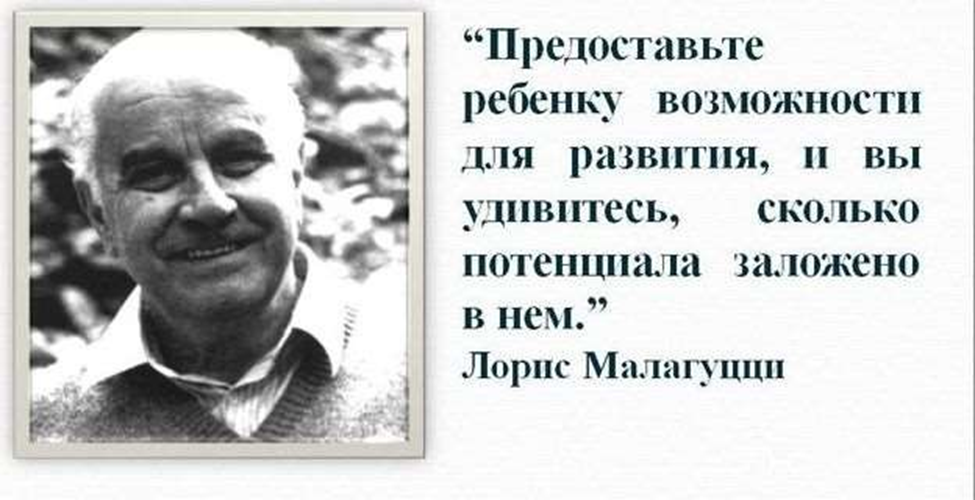 “Предоставьте
ребенку возможности
для развития, и вы
удивитесь, сколько
потенциала заложено
в нем.”
Лорис Малагуцци